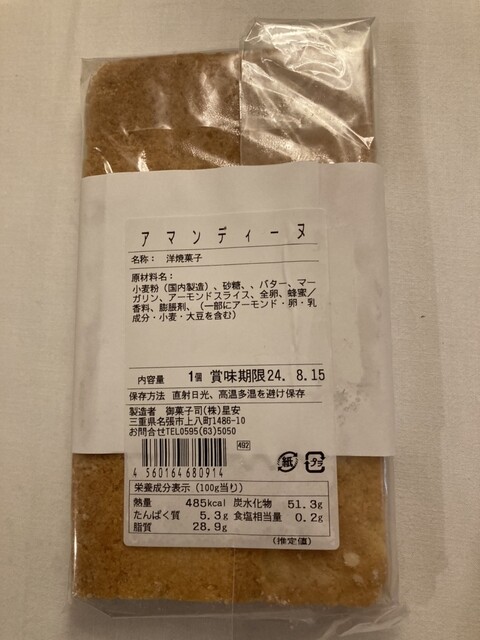 アマンディーヌ
名称： 洋焼菓子
原材料名：
小麦粉（国内製造）、砂糖、、バター、マー
ガリン、アーモンドスライス、全卵、蜂蜜／
香料、膨脹剤、（一部にアーモンド・卵・乳
成分・小麦・大豆を含む）
内容量 1個 賞味期限24. 8.15
保存方法 直射日光、高温多湿を避け保存
製造者 御菓子司(株)星安
三重県名張市上八町1486-10
お問合せTEL0595(63)5050
492
4 560164 680914
紙 プラ
栄養成分表示（100g当り）
熱量 485kcal 炭水化物 51.3g
たんぱく質 5.3g 食塩相当量 0.2g
脂質 28.9g
(推定値)